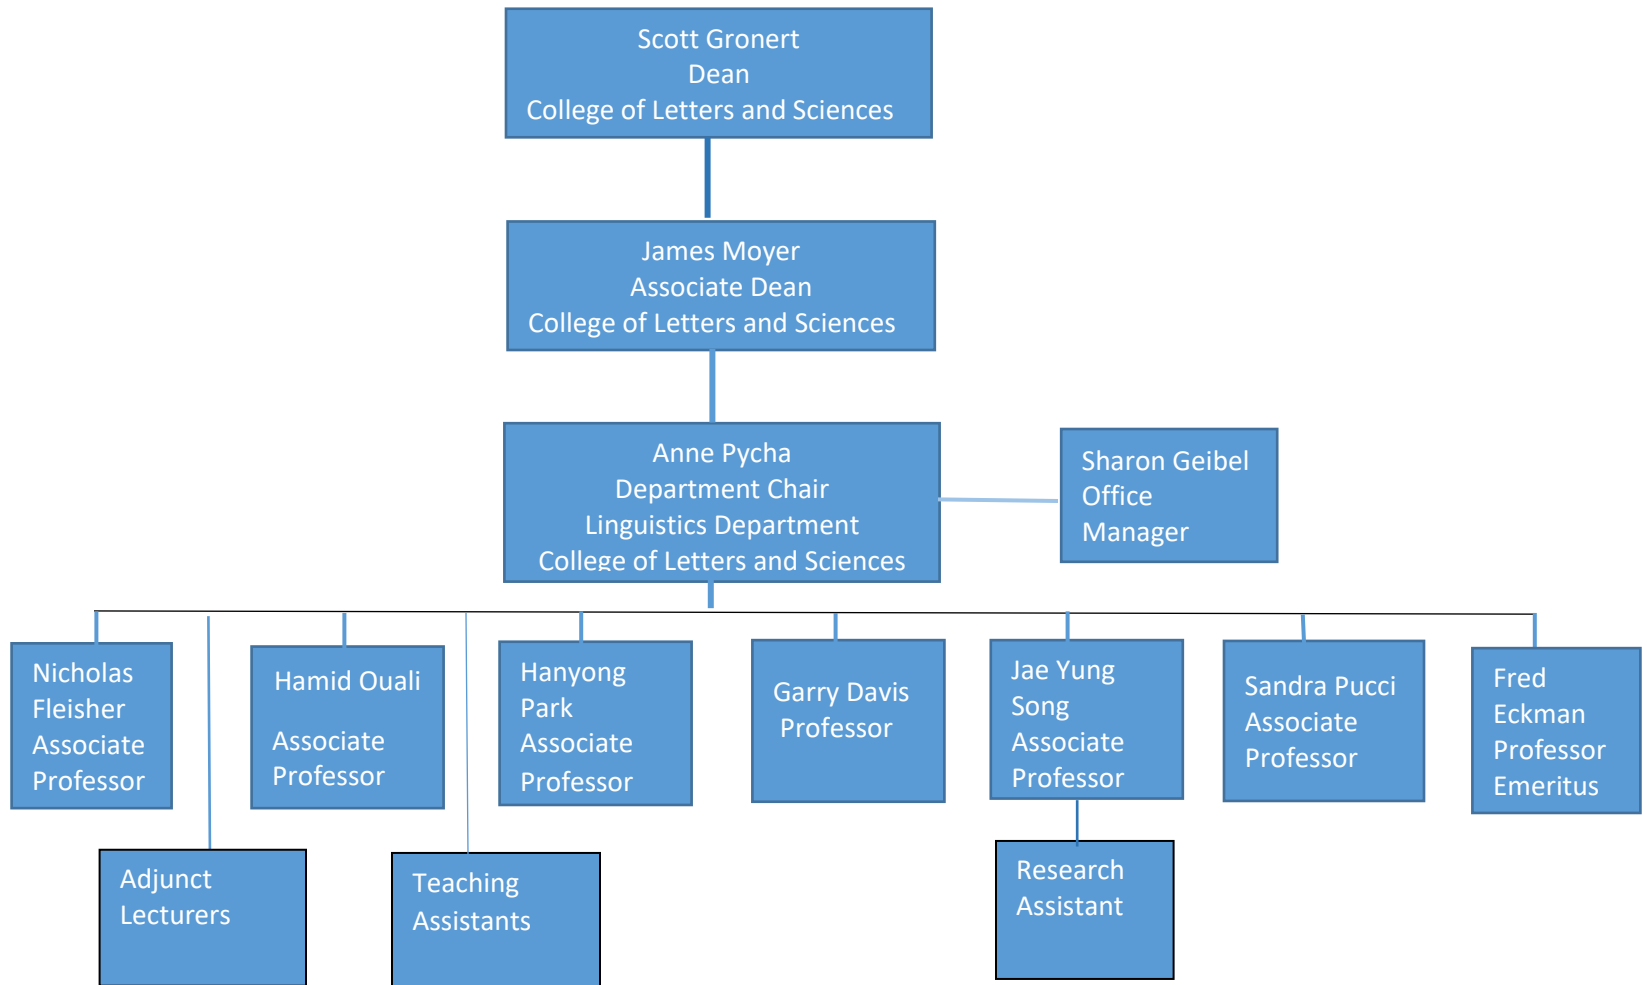 Scott Gronert
Dean
College of Letters and Sciences
James Moyer
Associate Dean
College of Letters and Sciences
Anne Pycha
Department Chair
Linguistics Department
College of Letters and Sciences
Sharon Geibel
Office
Manager
Nicholas
Fleisher
Associate
Professor
Hamid Ouali
Associate
Professor
Hanyong
Park
Associate
Professor
Garry Davis
Professor
Jae Yung
Song
Associate
Professor
Sandra Pucci
Associate
Professor
Fred
Eckman
Professor
Emeritus
Adjunct
Lecturers
Teaching
Assistants
Research
Assistant